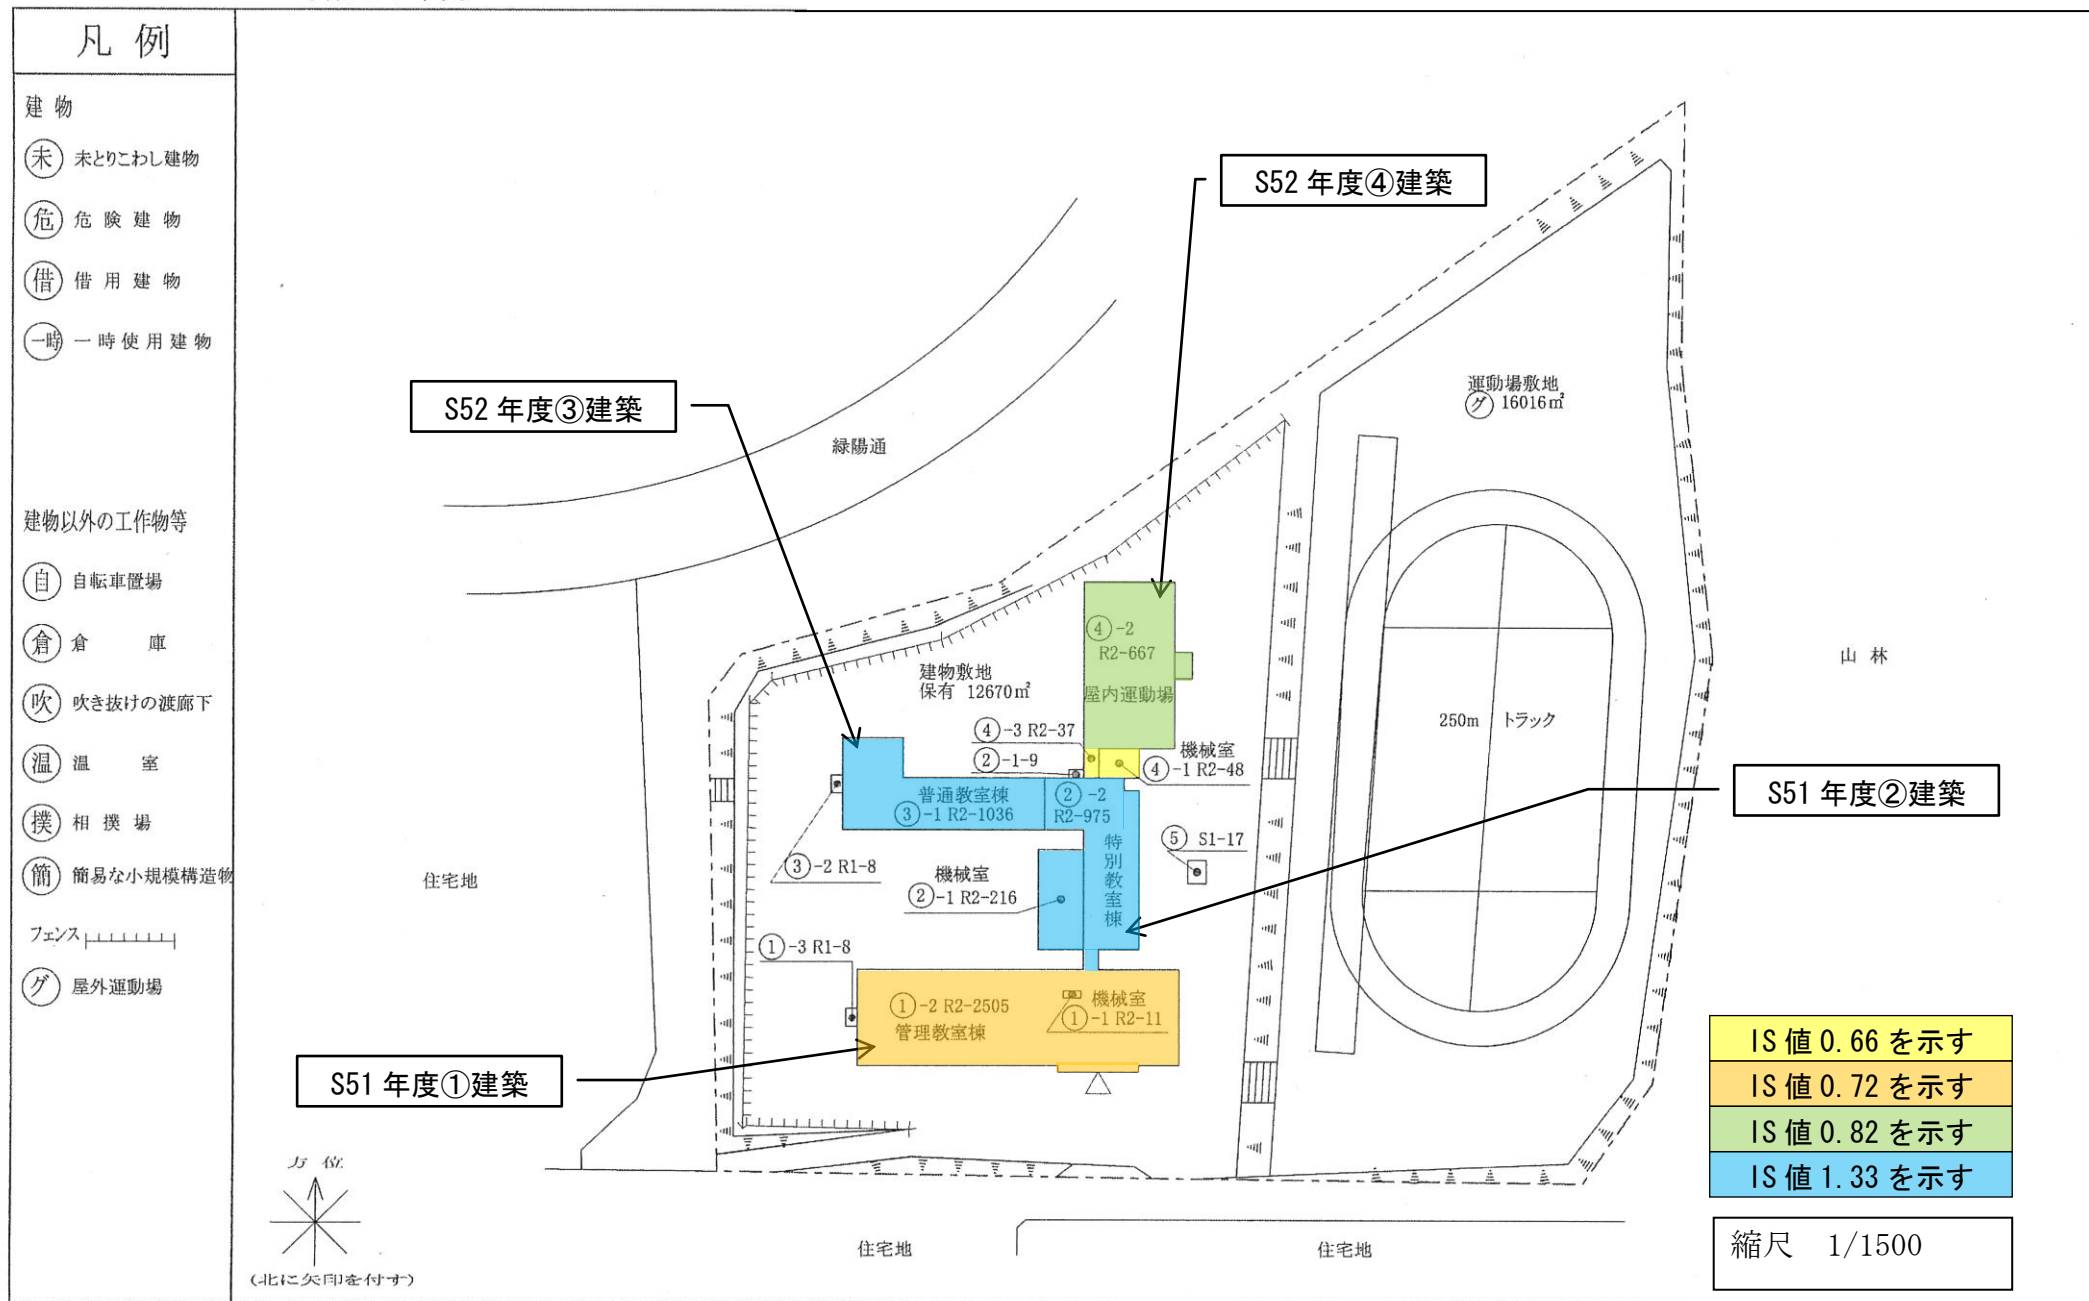 凡例
建物
未 未とりこわし建物
危 危険建物
借 借用建物
一時 一時使用建物
建物以外の工作物等
自 自転車置場
倉 倉庫
吹 吹き抜けの渡廊下
温 温室
撲 相撲場
簡 簡易な小規模構造物
フェンス
グ 屋外運動場
方位
(北に矢印を付す)
S52 年度④建築
S52 年度③建築
緑陽通
運動場敷地
グ 16016㎡
④-2
R2-667
屋内運動場
建物敷地
保有 12670㎡
④-3 R2-37
②-1-9
機械室
④-1 R2-48
250m トラック
山林
普通教室棟
③-1 R2-1036
②-2
R2-975
S51 年度②建築
特別教室棟
⑤ S1-17
③-2 R1-8
機械室
②-1 R2-216
住宅地
①-3 R1-8
①-2 R2-2505
管理教室棟
機械室
①-1 R2-11
S51 年度①建築
IS 値 0.66 を示す
IS 値 0.72 を示す
IS 値 0.82 を示す
IS 値 1.33 を示す
縮尺 1/1500
住宅地
住宅地